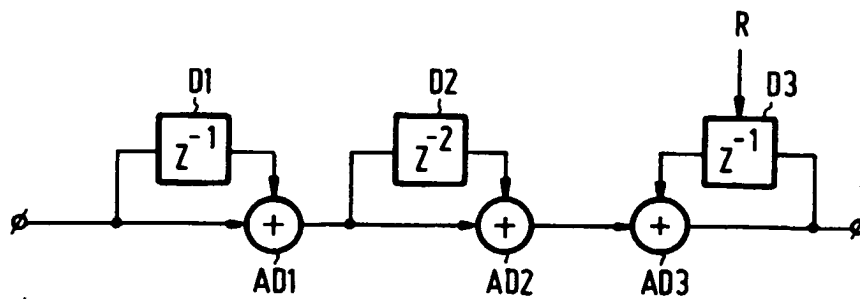 R
D1
D2
D3
z⁻¹
z⁻²
z⁻¹
+
+
+
AD1
AD2
AD3